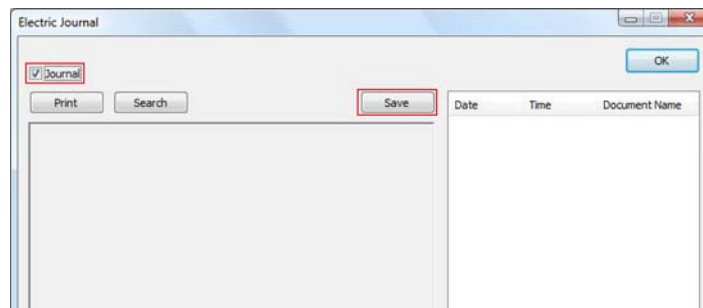 Electric Journal
OK
Journal
Print Search Save
Date Time Document Name